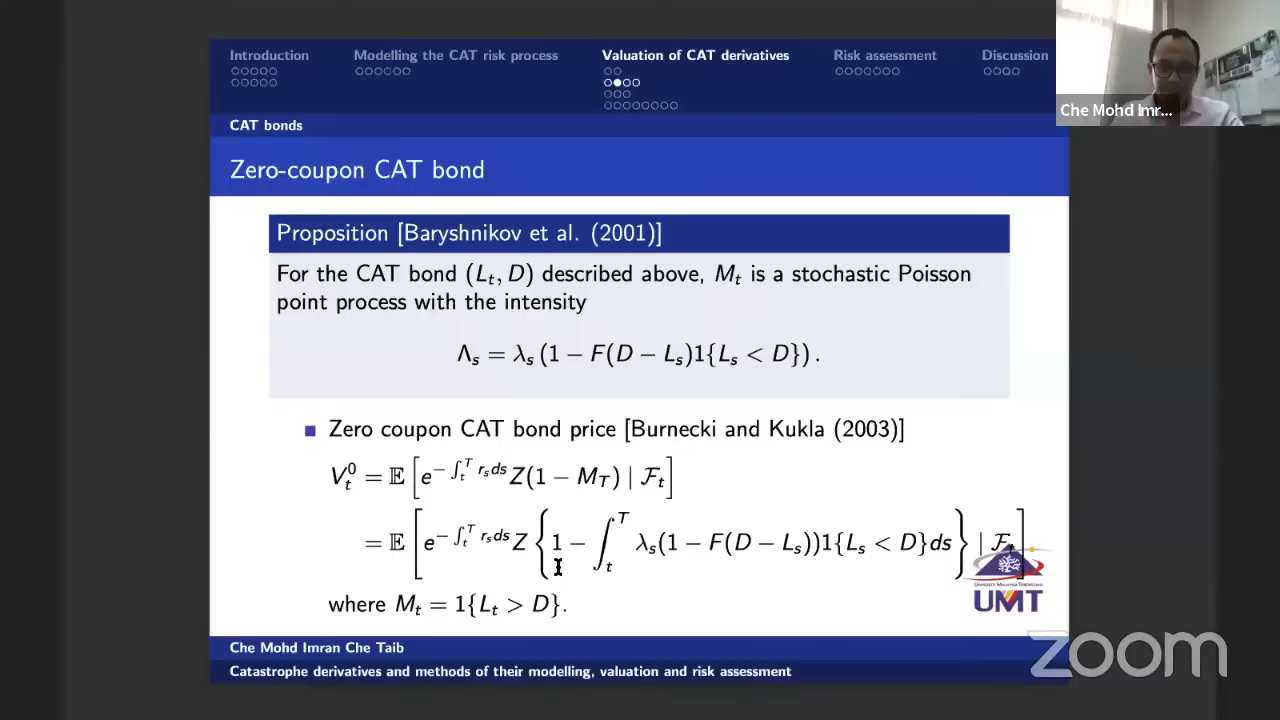 Introduction Modelling the CAT risk process Valuation of CAT derivatives Risk assessment Discussion
CAT bonds
Zero-coupon CAT bond
Proposition [Baryshnikov et al. (2001)]
For the CAT bond (L_t, D) described above, M_t is a stochastic Poisson
point process with the intensity
Λ_s = λ_s (1 − F(D − L_s)1{L_s < D}) .
Zero coupon CAT bond price [Burnecki and Kukla (2003)]
V_t^0 = 𝔼 [e^{− ∫_t^T r_s ds} Z(1 − M_T) | ℱ_t]
= 𝔼 [e^{− ∫_t^T r_s ds} Z {1 − ∫_t^T λ_s(1 − F(D − L_s))1{L_s < D}ds} | ℱ_t]
where M_t = 1{L_t > D}.
UMT
Che Mohd Imran Che Taib
Catastrophe derivatives and methods of their modelling, valuation and risk assessment
Che Mohd Imr...
zoom